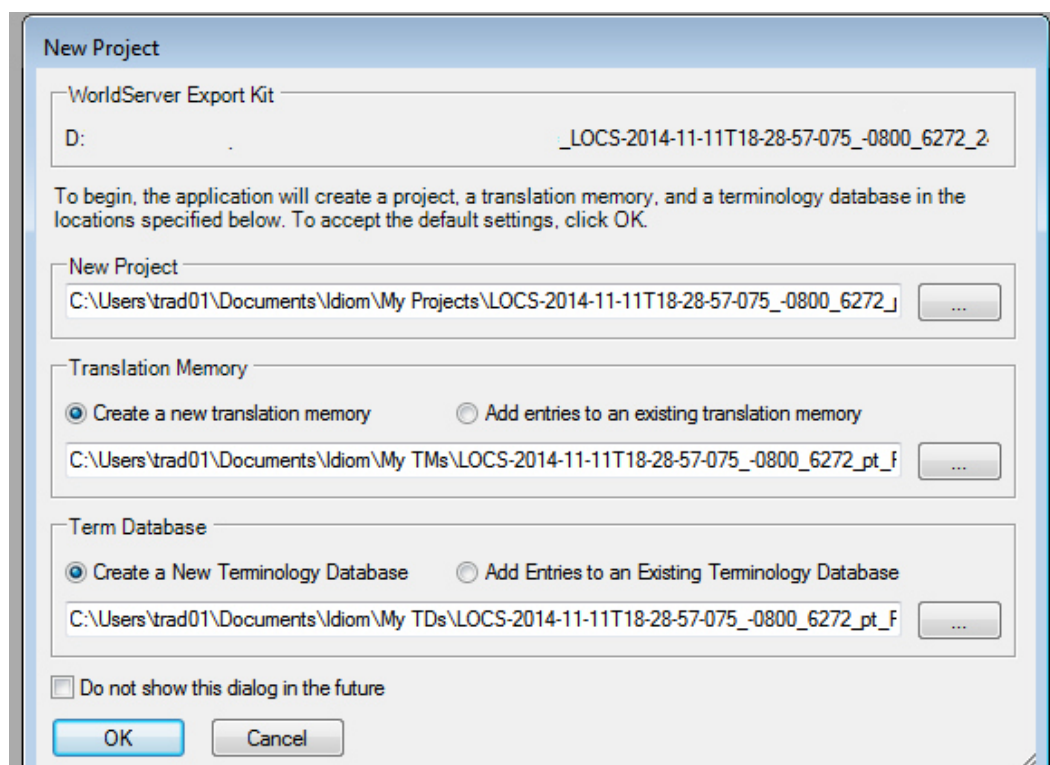 New Project
WorldServer Export Kit
D: . _LOCS-2014-11-11T18-28-57-075_-0800_6272_2
To begin, the application will create a project, a translation memory, and a terminology database in the
locations specified below. To accept the default settings, click OK.
New Project
C:\Users\trad01\Documents\Idiom\My Projects\LOCS-2014-11-11T18-28-57-075_-0800_6272_
...
Translation Memory
Create a new translation memory
Add entries to an existing translation memory
C:\Users\trad01\Documents\Idiom\My TMs\LOCS-2014-11-11T18-28-57-075_-0800_6272_pt_
...
Term Database
Create a New Terminology Database
Add Entries to an Existing Terminology Database
C:\Users\trad01\Documents\Idiom\My TDs\LOCS-2014-11-11T18-28-57-075_-0800_6272_pt_
...
Do not show this dialog in the future
OK
Cancel